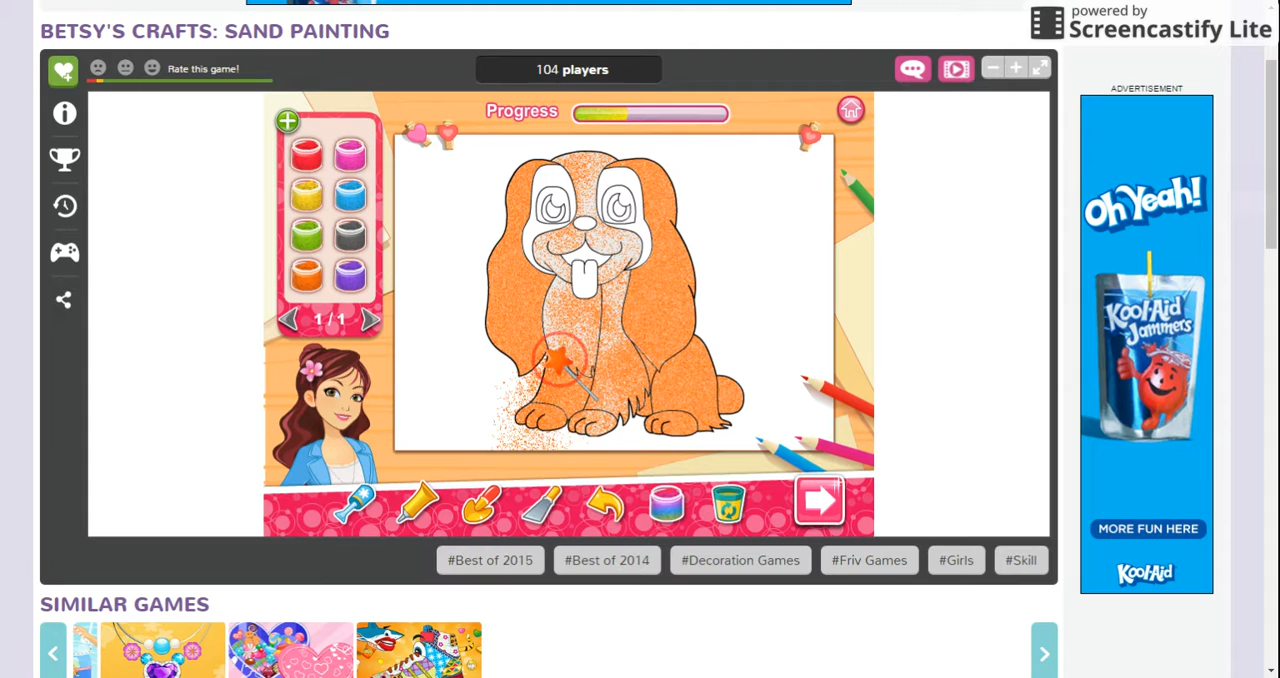 powered by
Screencastify Lite
BETSY'S CRAFTS: SAND PAINTING
Rate this game!
104 players
ADVERTISEMENT
Progress
1 / 1
Oh Yeah!
Kool-Aid
Jammers
MORE FUN HERE
Kool-Aid
#Best of 2015
#Best of 2014
#Decoration Games
#Friv Games
#Girls
#Skill
SIMILAR GAMES